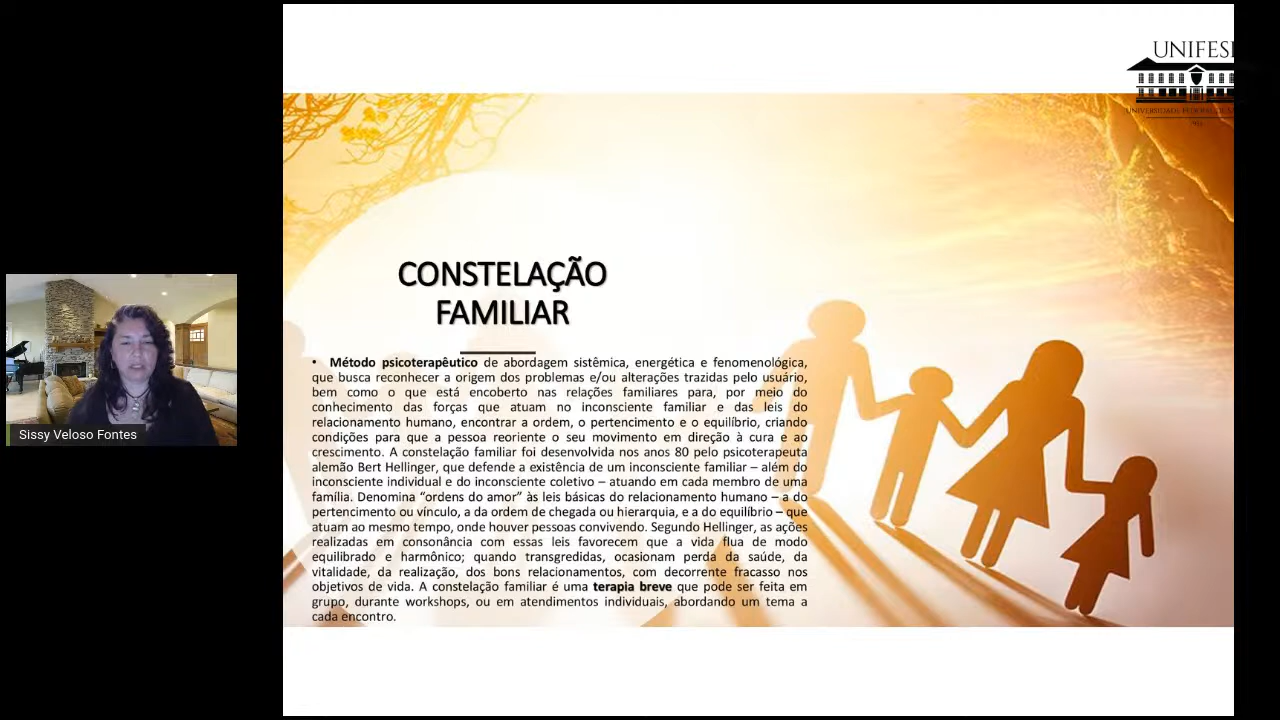 UNIFES
CONSTELAÇÃO
FAMILIAR
• Método psicoterapêutico de abordagem sistêmica, energética e fenomenológica,
que busca reconhecer a origem dos problemas e/ou alterações trazidas pelo usuário,
bem como o que está encoberto nas relações familiares para, por meio do
conhecimento das forças que atuam no inconsciente familiar e das leis do
relacionamento humano, encontrar a ordem, o pertencimento e o equilíbrio, criando
condições para que a pessoa reoriente o seu movimento em direção à cura e ao
crescimento. A constelação familiar foi desenvolvida nos anos 80 pelo psicoterapeuta
alemão Bert Hellinger, que defende a existência de um inconsciente familiar – além do
inconsciente individual e do inconsciente coletivo – atuando em cada membro de uma
família. Denomina “ordens do amor” às leis básicas do relacionamento humano – a do
pertencimento ou vínculo, a da ordem de chegada ou hierarquia, e a do equilíbrio – que
atuam ao mesmo tempo, onde houver pessoas convivendo. Segundo Hellinger, as ações
realizadas em consonância com essas leis favorecem que a vida flua de modo
equilibrado e harmônico; quando transgredidas, ocasionam perda da saúde, da
vitalidade, da realização, dos bons relacionamentos, com decorrente fracasso nos
objetivos de vida. A constelação familiar é uma terapia breve que pode ser feita em
grupo, durante workshops, ou em atendimentos individuais, abordando um tema a
cada encontro.
Sissy Veloso Fontes